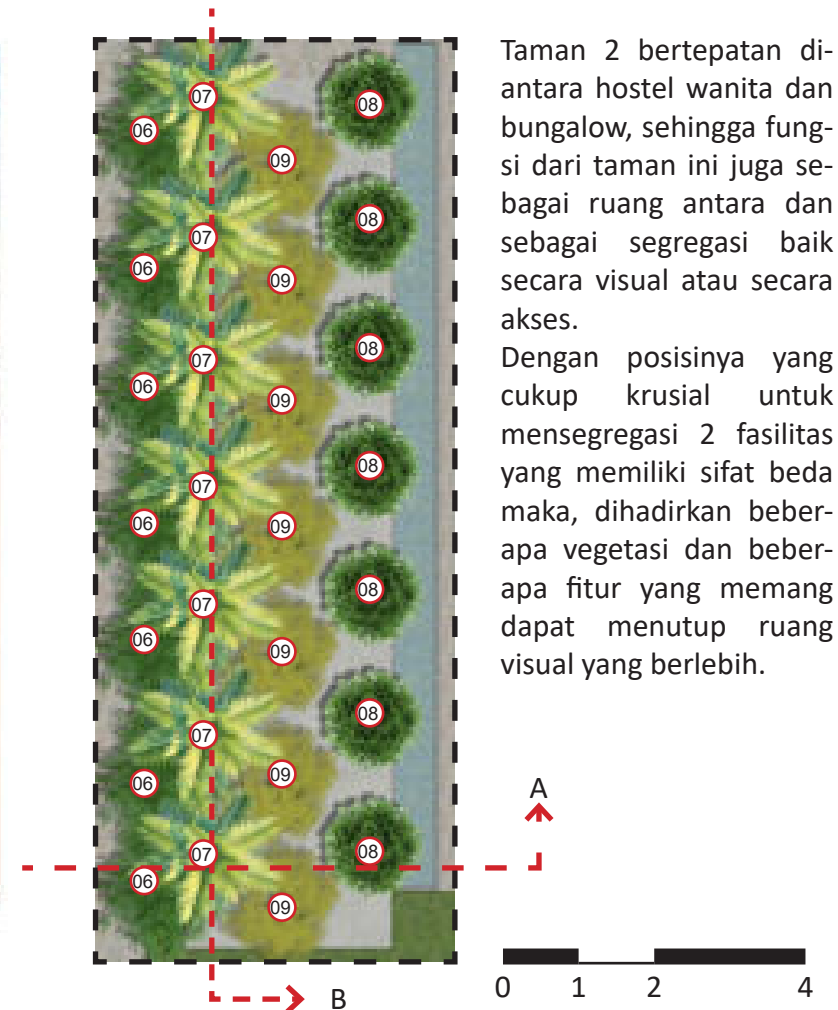 07
08
06
09
07
08
06
09
07
08
06
09
07
08
06
09
07
08
06
09
07
08
06
09
07
08
06
09
Taman 2 bertepatan di-
antara hostel wanita dan
bungalow, sehingga fung-
si dari taman ini juga se-
bagai ruang antara dan
sebagai segregasi baik
secara visual atau secara
akses.
Dengan posisinya yang
cukup krusial untuk
mensegregasi 2 fasilitas
yang memiliki sifat beda
maka, dihadirkan beber-
apa vegetasi dan beber-
apa fitur yang memang
dapat menutup ruang
visual yang berlebih.
A
B
0 1 2 4